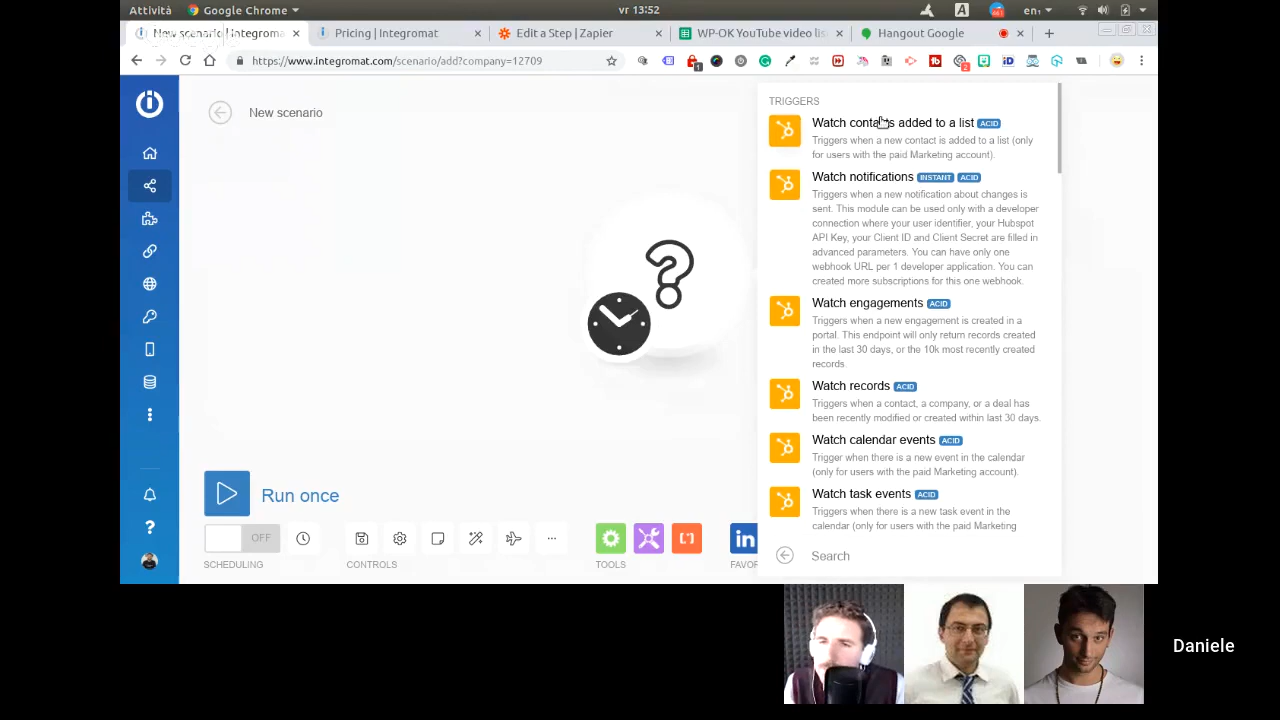 Attività
Google Chrome
vr 13:52
A
en₁
New scenario | Integroma
Pricing | Integromat
Edit a Step | Zapier
WP-OK YouTube video lis
Hangout Google
https://www.integromat.com/scenario/add?company=12709
New scenario
TRIGGERS
Watch contacts added to a list ACID
Triggers when a new contact is added to a list (only
for users with the paid Marketing account).
Watch notifications INSTANT ACID
Triggers when a new notification about changes is
sent. This module can be used only with a developer
connection where your user identifier, your Hubspot
API Key, your Client ID and Client Secret are filled in
advanced parameters. You can have only one
webhook URL per 1 developer application. You can
created more subscriptions for this one webhook.
Watch engagements ACID
Triggers when a new engagement is created in a
portal. This endpoint will only return records created
in the last 30 days, or the 10k most recently created
records.
Watch records ACID
Triggers when a contact, a company, or a deal has
been recently modified or created within last 30 days.
Watch calendar events ACID
Trigger when there is a new event in the calendar
(only for users with the paid Marketing account).
Watch task events ACID
Triggers when there is a new task event in the
calendar (only for users with the paid Marketing
Search
Run once
OFF
SCHEDULING
CONTROLS
TOOLS
in
FAVOR
Daniele